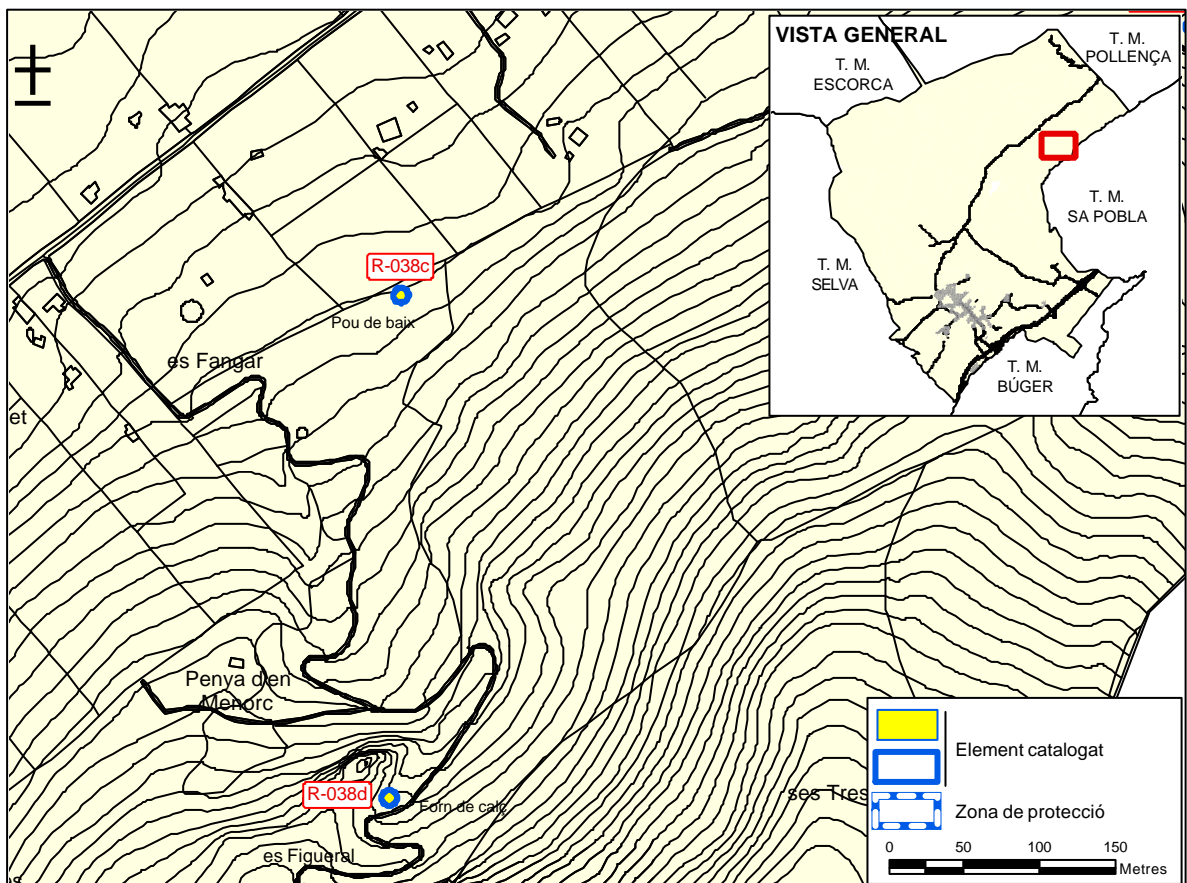 VISTA GENERAL
T. M.
POLLENÇA
T. M.
ESCORCA
T. M.
SA POBLA
T. M.
SELVA
T. M.
BÚGER
R-038c
Pou de baix
es Fangar
et
Penya d'en
Menorc
R-038d
Forn de calç
ses Tres
es Figueral
s
Element catalogat
Zona de protecció
0 50 100 150
Metres